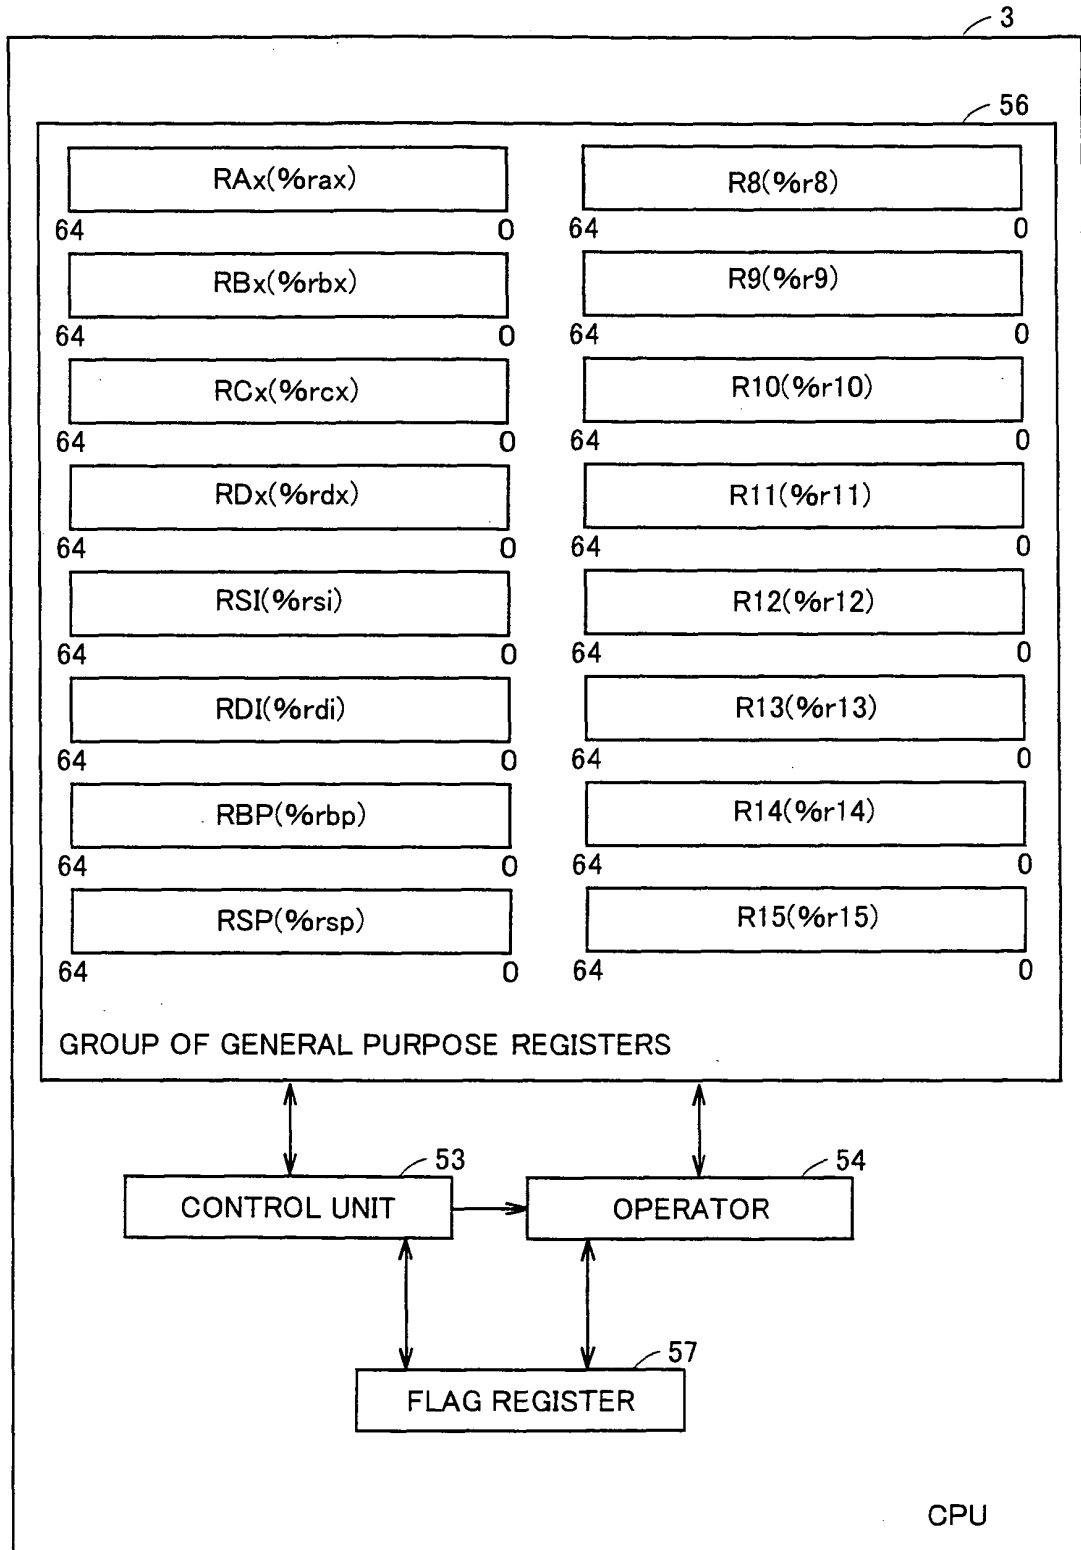 3
56
RAx(%rax)
64 0
RBx(%rbx)
64 0
RCx(%rcx)
64 0
RDx(%rdx)
64 0
RSI(%rsi)
64 0
RDI(%rdi)
64 0
RBP(%rbp)
64 0
RSP(%rsp)
64 0
R8(%r8)
64 0
R9(%r9)
64 0
R10(%r10)
64 0
R11(%r11)
64 0
R12(%r12)
64 0
R13(%r13)
64 0
R14(%r14)
64 0
R15(%r15)
64 0
GROUP OF GENERAL PURPOSE REGISTERS
53
CONTROL UNIT
54
OPERATOR
57
FLAG REGISTER
CPU